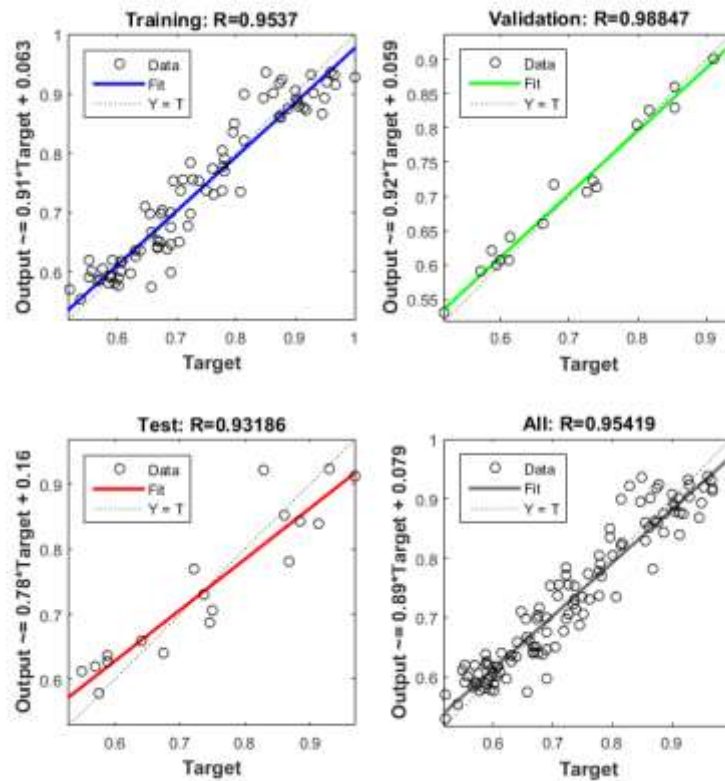 Training: R=0.9537
Data
Fit
Y = T
Output ~= 0.91*Target + 0.063
1
0.9
0.8
0.7
0.6
0.6
0.7
0.8
0.9
1
Target
Validation: R=0.98847
Data
Fit
Y = T
Output ~= 0.92*Target + 0.059
0.9
0.85
0.8
0.75
0.7
0.65
0.6
0.55
0.6
0.7
0.8
0.9
Target
Test: R=0.93186
Data
Fit
Y = T
Output ~= 0.78*Target + 0.16
0.9
0.8
0.7
0.6
0.6
0.7
0.8
0.9
Target
All: R=0.95419
Data
Fit
Y = T
Output ~= 0.89*Target + 0.079
1
0.9
0.8
0.7
0.6
0.6
0.7
0.8
0.9
Target